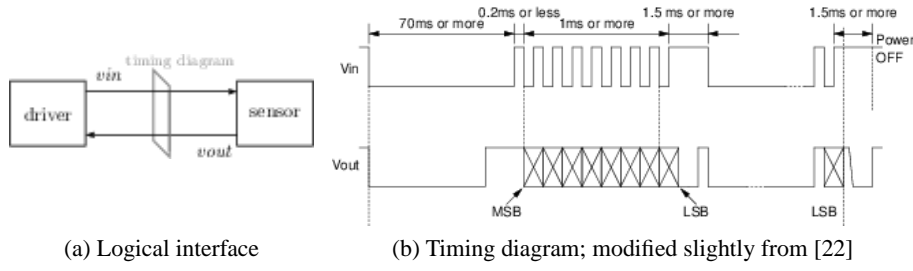 timing diagram
vin
driver
sensor
vout
(a) Logical interface
0.2ms or less
70ms or more
1ms or more
1.5 ms or more
1.5ms or more
Power
OFF
Vin
Vout
MSB
LSB
LSB
(b) Timing diagram; modified slightly from [22]